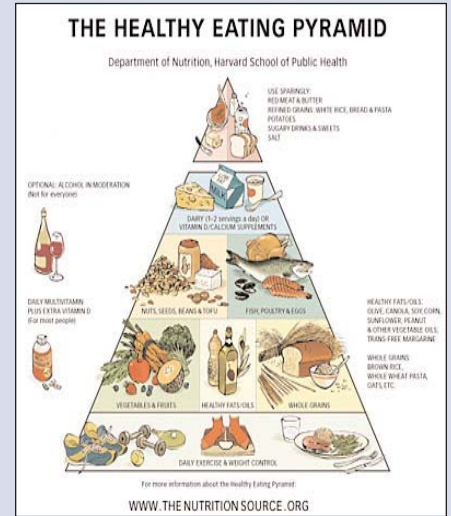 THE HEALTHY EATING PYRAMID
Department of Nutrition, Harvard School of Public Health
USE SPARINGLY:
RED MEAT & BUTTER
REFINED GRAINS: WHITE RICE, BREAD & PASTA
POTATOES
SUGARY DRINKS & SWEETS
SALT
OPTIONAL: ALCOHOL IN MODERATION
(Not for everyone)
DAIRY (1–2 servings a day) OR
VITAMIN D/CALCIUM SUPPLEMENTS
NUTS, SEEDS, BEANS & TOFU
FISH, POULTRY & EGGS
DAILY MULTIVITAMIN
PLUS EXTRA VITAMIN D
(For most people)
HEALTHY FATS/OILS:
OLIVE, CANOLA, SOY, CORN,
SUNFLOWER, PEANUT
& OTHER VEGETABLE OILS;
TRANS-FREE MARGARINE
WHOLE GRAINS:
BROWN RICE,
WHOLE WHEAT PASTA,
OATS, ETC.
VEGETABLES & FRUITS
HEALTHY FATS/OILS
WHOLE GRAINS
DAILY EXERCISE & WEIGHT CONTROL
For more information about the Healthy Eating Pyramid:
WWW.THE NUTRITION SOURCE.ORG